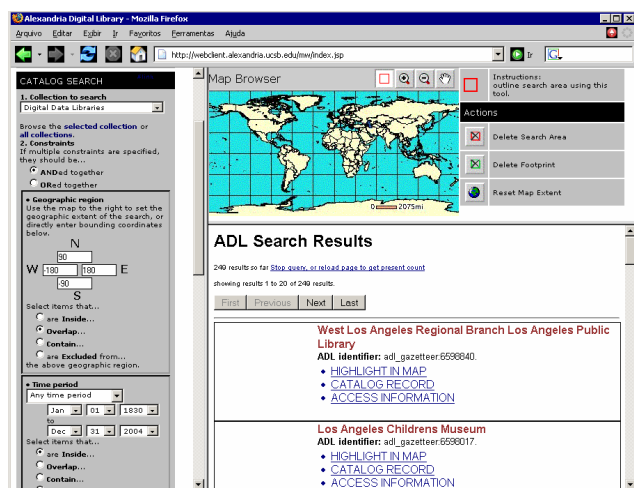 Alexandria Digital Library - Mozilla Firefox
Arquivo Editar Exibir Ir Favoritos Ferramentas Ajuda
http://webclient.alexandria.ucsb.edu/mw/index.jsp
Ir
CATALOG SEARCH
1. Collection to search
Digital Data Libraries
Browse the selected collection or
all collections.
2. Constraints
If multiple constraints are specified,
they should be...
ANDed together
ORed together
• Geographic region
Use the map to the right to set the
geographic extent of the search, or
directly enter bounding coordinates
below.
N
90
W -180 180 E
-90
S
Select items that...
are Inside...
Overlap...
Contain...
are Excluded from...
the above geographic region.
• Time period
Any time period
Jan 01 1830
to
Dec 31 2004
Select items that...
are Inside...
Overlap...
Contain...
Map Browser
0 2075mi
Instructions:
outline search area using this
tool.
Actions
Delete Search Area
Delete Footprint
Reset Map Extent
ADL Search Results
249 results so far Stop query, or reload page to get present count
showing results 1 to 20 of 249 results.
First Previous Next Last
West Los Angeles Regional Branch Los Angeles Public
Library
ADL identifier: adl_gazetteer:6598840.
• HIGHLIGHT IN MAP
• CATALOG RECORD
• ACCESS INFORMATION
Los Angeles Childrens Museum
ADL identifier: adl_gazetteer:6598017.
• HIGHLIGHT IN MAP
• CATALOG RECORD
• ACCESS INFORMATION